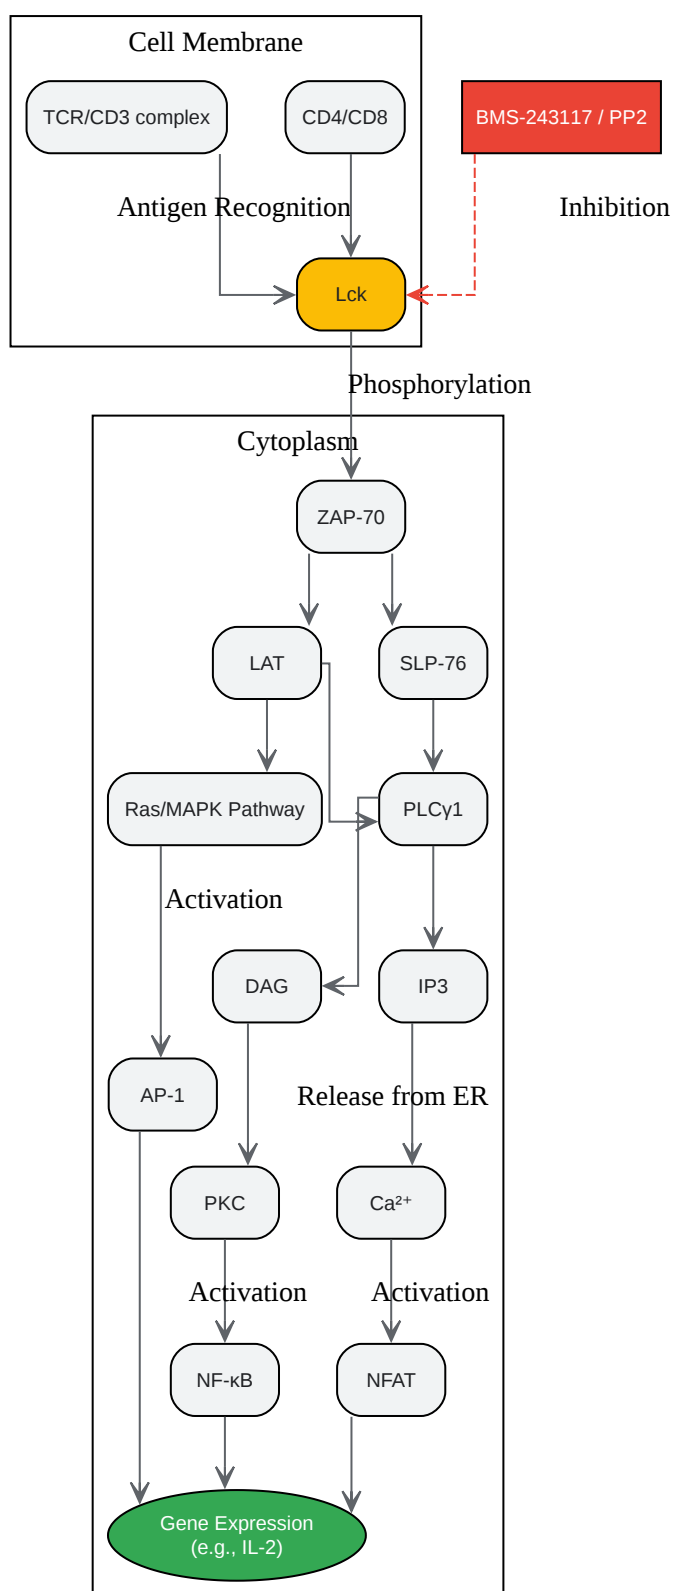 Cell Membrane
TCR/CD3 complex
CD4/CD8
BMS-243117 / PP2
Antigen Recognition
Inhibition
Lck
Phosphorylation
Cytoplasm
ZAP-70
LAT
SLP-76
Ras/MAPK Pathway
PLCγ1
Activation
DAG
IP3
AP-1
Release from ER
PKC
Ca²⁺
Activation
Activation
NF-κB
NFAT
Gene Expression
(e.g., IL-2)